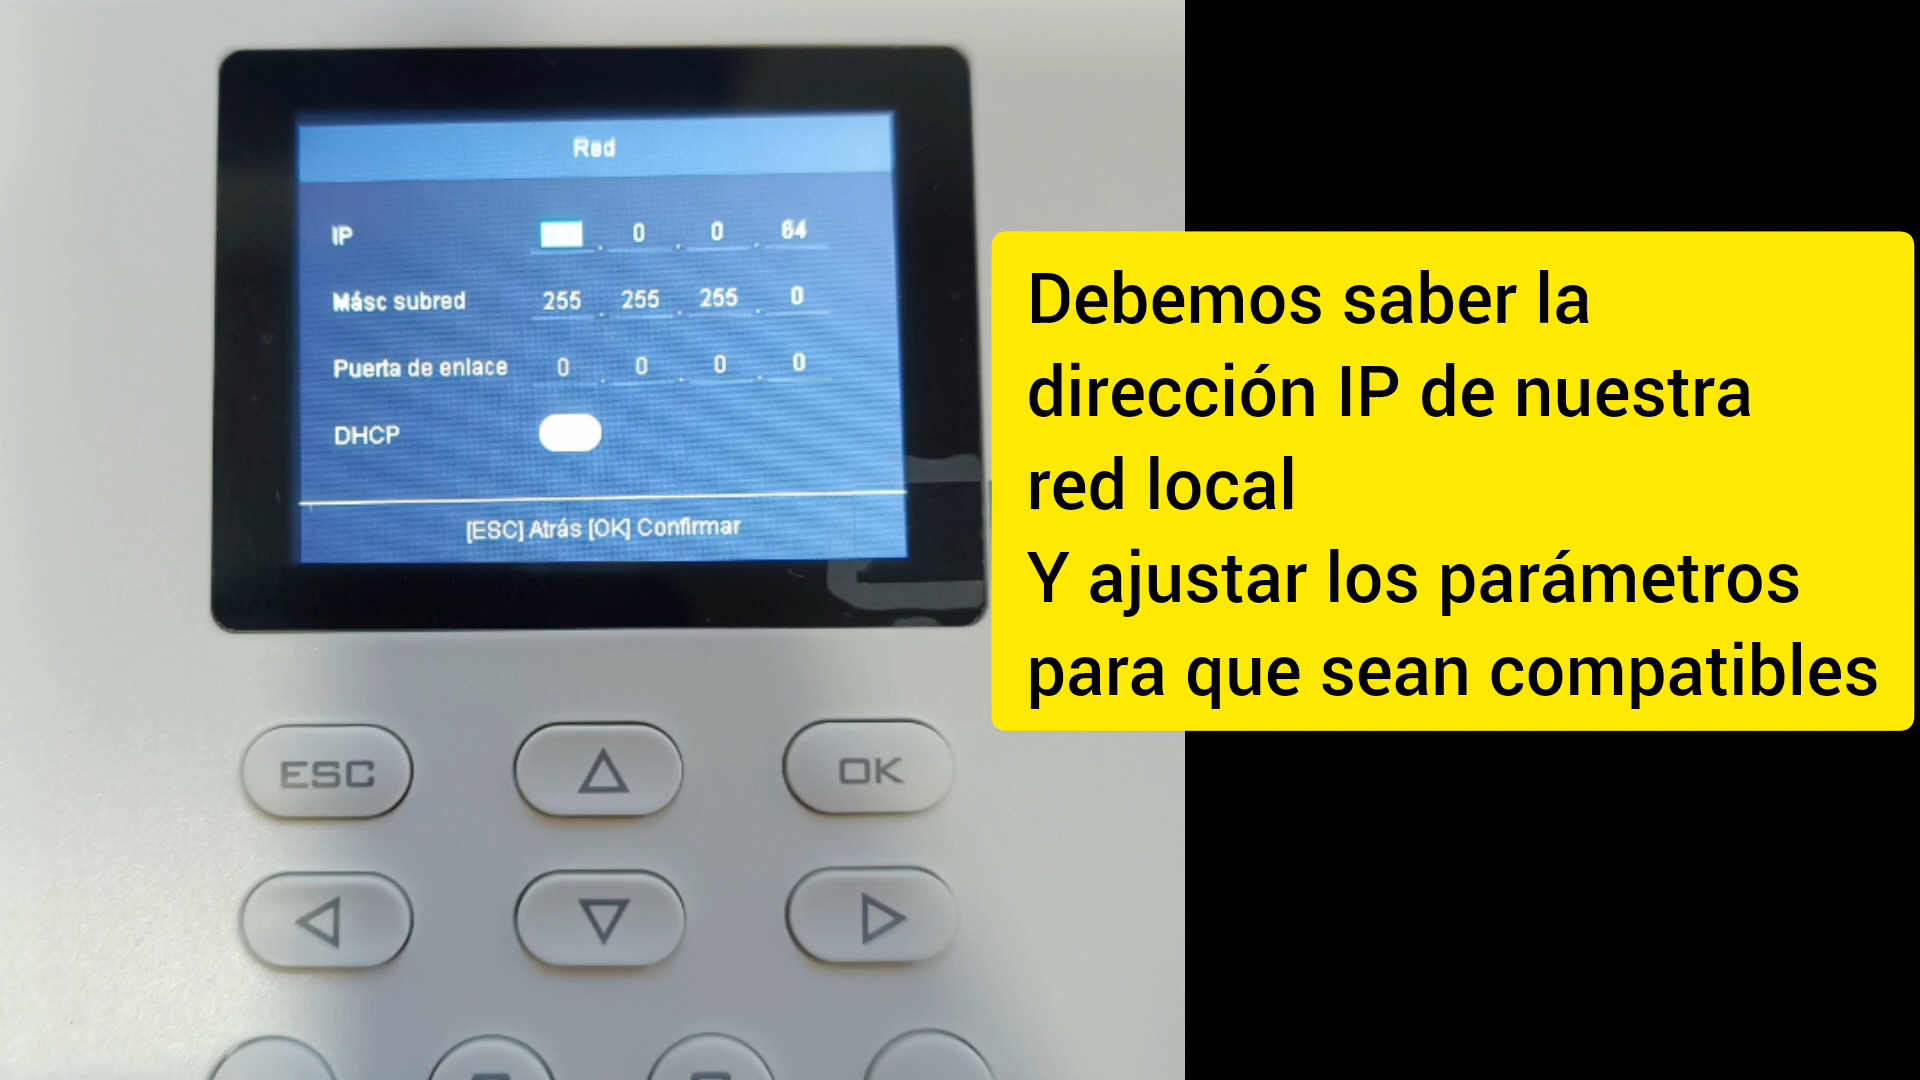 Red
IP . 0 . 0 . 64
Másc subred 255 . 255 . 255 . 0
Puerta de enlace 0 . 0 . 0 . 0
DHCP
[ESC] Atrás [OK] Confirmar
Debemos saber la
dirección IP de nuestra
red local
Y ajustar los parámetros
para que sean compatibles
ESC
OK